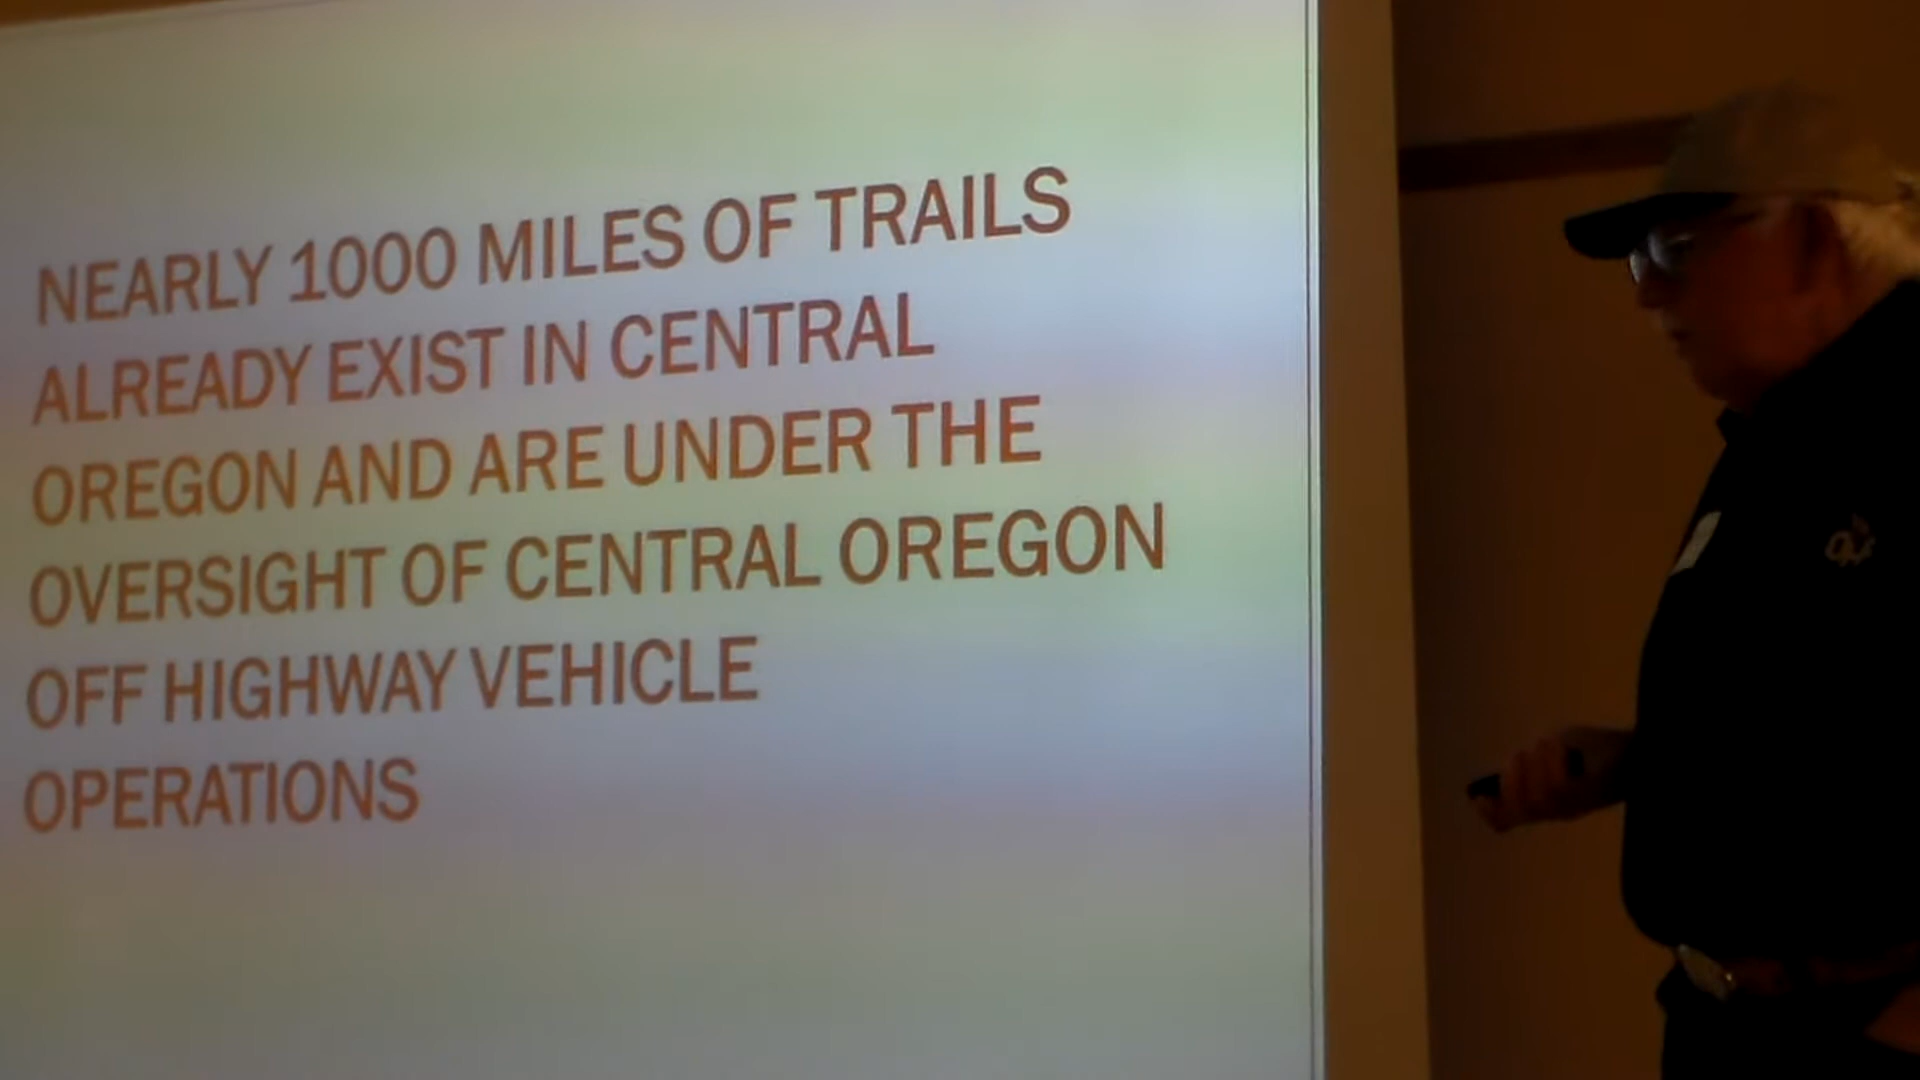 NEARLY 1000 MILES OF TRAILS
ALREADY EXIST IN CENTRAL
OREGON AND ARE UNDER THE
OVERSIGHT OF CENTRAL OREGON
OFF HIGHWAY VEHICLE
OPERATIONS